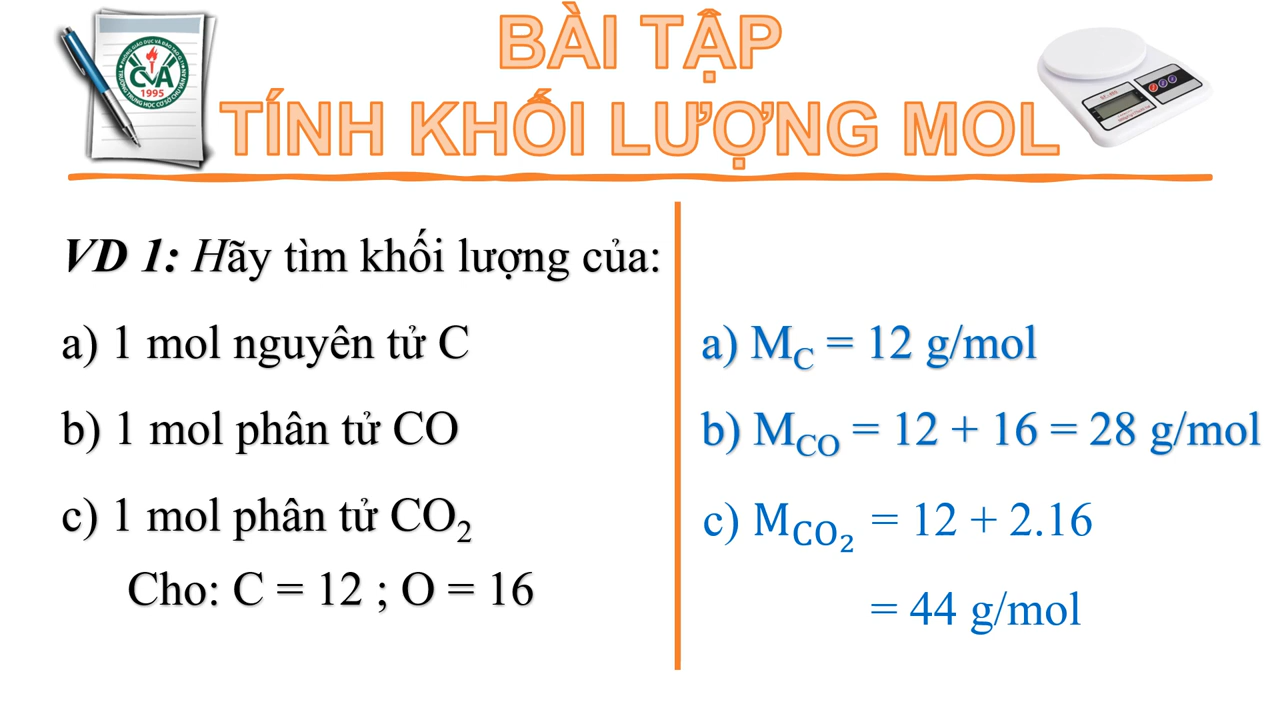 BÀI TẬP
TÍNH KHỐI LƯỢNG MOL
CVA
1995
VD 1: Hãy tìm khối lượng của:
a) 1 mol nguyên tử C
b) 1 mol phân tử CO
c) 1 mol phân tử CO₂
Cho: C = 12 ; O = 16
a) M_C = 12 g/mol
b) M_CO = 12 + 16 = 28 g/mol
c) M_CO₂ = 12 + 2.16
= 44 g/mol